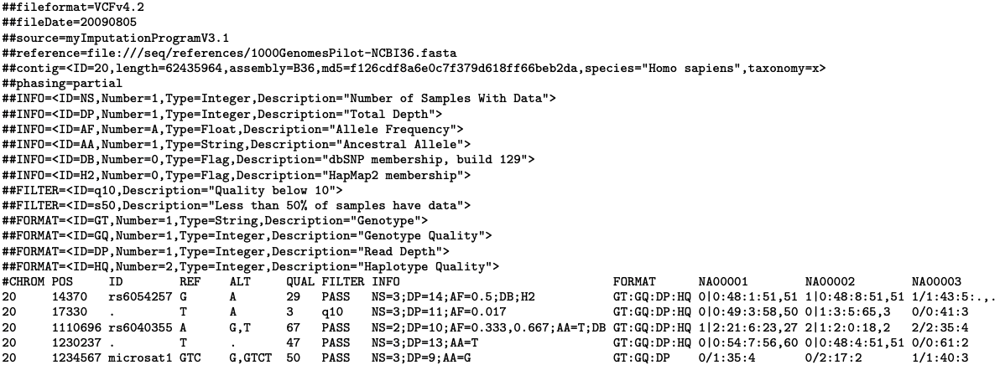 ##fileformat=VCFv4.2
##fileDate=20090805
##source=myImputationProgramV3.1
##reference=file:///seq/references/1000GenomesPilot-NCBI36.fasta
##contig=<ID=20,length=62435964,assembly=B36,md5=f126cdf8a6e0c7f379d618ff66beb2da,species="Homo sapiens",taxonomy=x>
##phasing=partial
##INFO=<ID=NS,Number=1,Type=Integer,Description="Number of Samples With Data">
##INFO=<ID=DP,Number=1,Type=Integer,Description="Total Depth">
##INFO=<ID=AF,Number=A,Type=Float,Description="Allele Frequency">
##INFO=<ID=AA,Number=1,Type=String,Description="Ancestral Allele">
##INFO=<ID=DB,Number=0,Type=Flag,Description="dbSNP membership, build 129">
##INFO=<ID=H2,Number=0,Type=Flag,Description="HapMap2 membership">
##FILTER=<ID=q10,Description="Quality below 10">
##FILTER=<ID=s50,Description="Less than 50% of samples have data">
##FORMAT=<ID=GT,Number=1,Type=String,Description="Genotype">
##FORMAT=<ID=GQ,Number=1,Type=Integer,Description="Genotype Quality">
##FORMAT=<ID=DP,Number=1,Type=Integer,Description="Read Depth">
##FORMAT=<ID=HQ,Number=2,Type=Integer,Description="Haplotype Quality">
#CHROM POS ID REF ALT QUAL FILTER INFO FORMAT NA00001 NA00002 NA00003
20 14370 rs6054257 G A 29 PASS NS=3;DP=14;AF=0.5;DB;H2 GT:GQ:DP:HQ 0|0:48:1:51,51 1|0:48:8:51,51 1/1:43:5:.,.
20 17330 . T A 3 q10 NS=3;DP=11;AF=0.017 GT:GQ:DP:HQ 0|0:49:3:58,50 0|1:3:5:65,3 0/0:41:3
20 1110696 rs6040355 A G,T 67 PASS NS=2;DP=10;AF=0.333,0.667;AA=T;DB GT:GQ:DP:HQ 1|2:21:6:23,27 2|1:2:0:18,2 2/2:35:4
20 1230237 . T . 47 PASS NS=3;DP=13;AA=T GT:GQ:DP:HQ 0|0:54:7:56,60 0|0:48:4:51,51 0/0:61:2
20 1234567 microsat1 GTC G,GTCT 50 PASS NS=3;DP=9;AA=G GT:GQ:DP 0/1:35:4 0/2:17:2 1/1:40:3